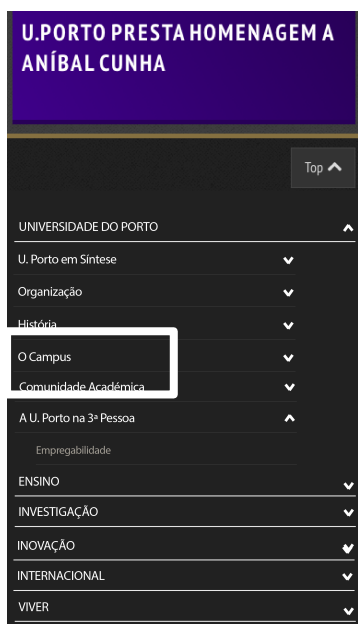 U.PORTO PRESTA HOMENAGEM A
ANÍBAL CUNHA
Top
UNIVERSIDADE DO PORTO
U. Porto em Síntese
Organização
História
O Campus
Comunidade Académica
A U. Porto na 3ª Pessoa
Empregabilidade
ENSINO
INVESTIGAÇÃO
INOVAÇÃO
INTERNACIONAL
VIVER